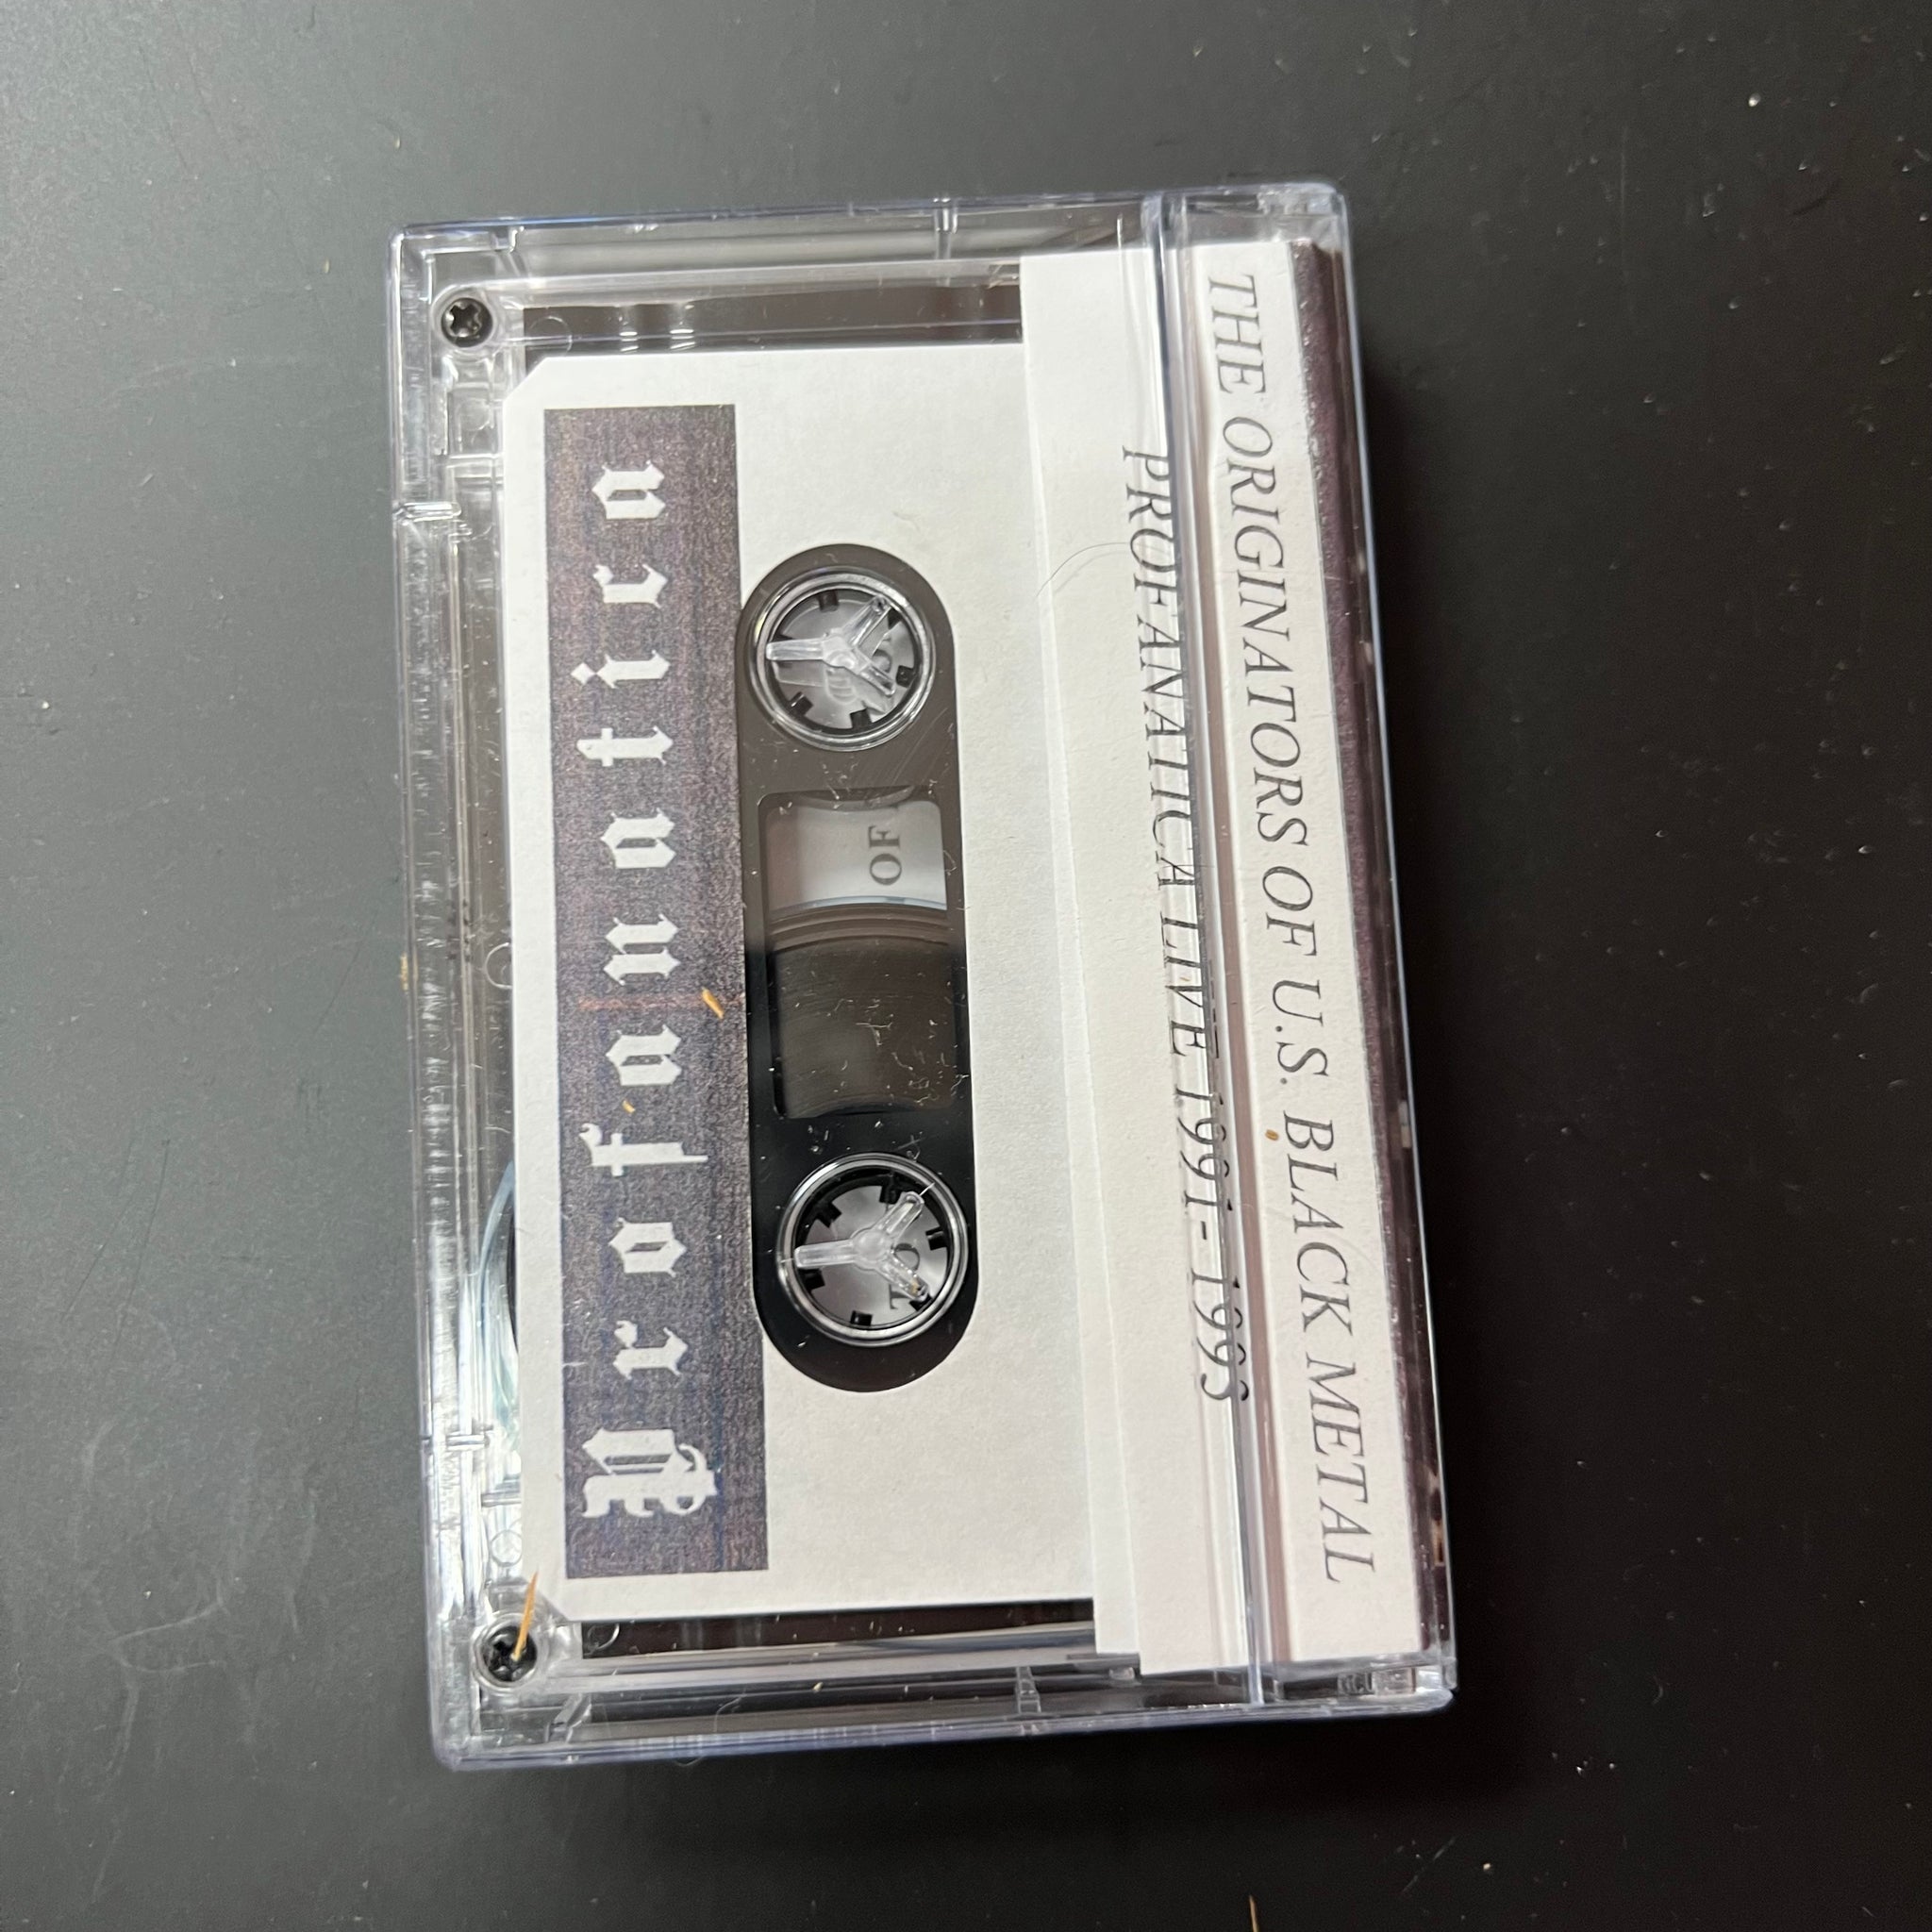 Profanatica
THE ORIGINATORS OF U.S. BLACK METAL
PROFANATICA LIVE 1991-1993
OF